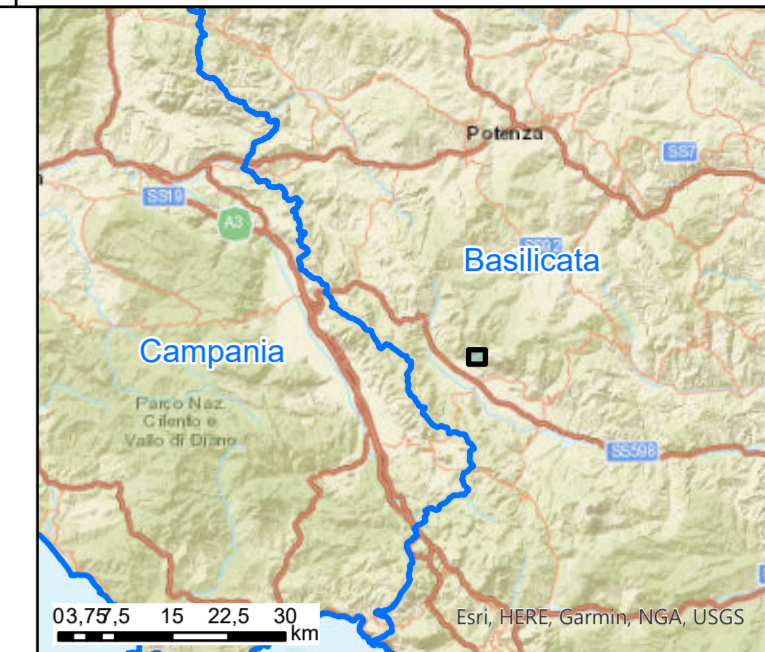 Potenza
SS7
SS19
A3
SS92
Basilicata
Campania
Parco Naz.
Cilento e
Vallo di Diano
SS598
03,757,5 15 22,5 30
km
Esri, HERE, Garmin, NGA, USGS